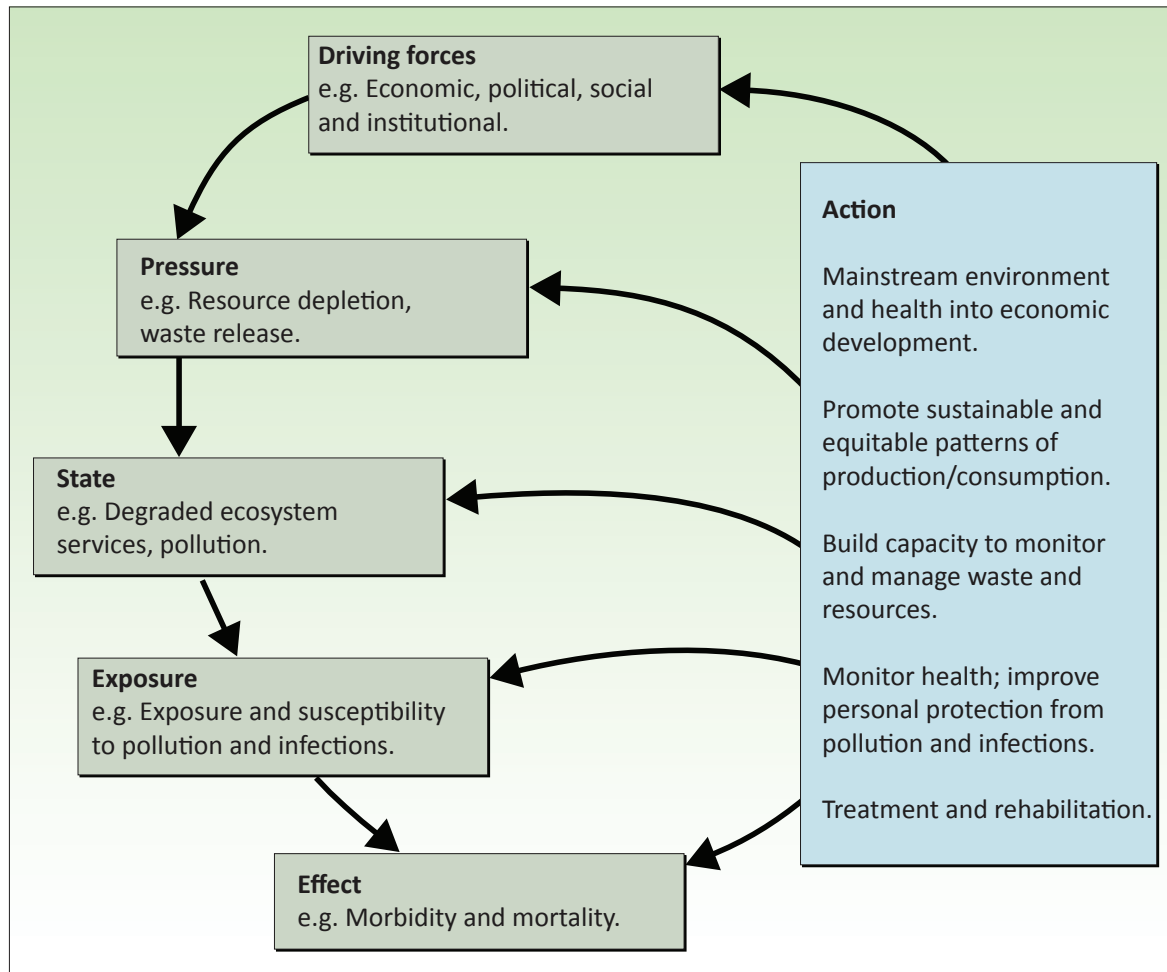 Driving forces
e.g. Economic, political, social
and institutional.
Pressure
e.g. Resource depletion,
waste release.
State
e.g. Degraded ecosystem
services, pollution.
Exposure
e.g. Exposure and susceptibility
to pollution and infections.
Effect
e.g. Morbidity and mortality.
Action
Mainstream environment
and health into economic
development.
Promote sustainable and
equitable patterns of
production/consumption.
Build capacity to monitor
and manage waste and
resources.
Monitor health; improve
personal protection from
pollution and infections.
Treatment and rehabilitation.